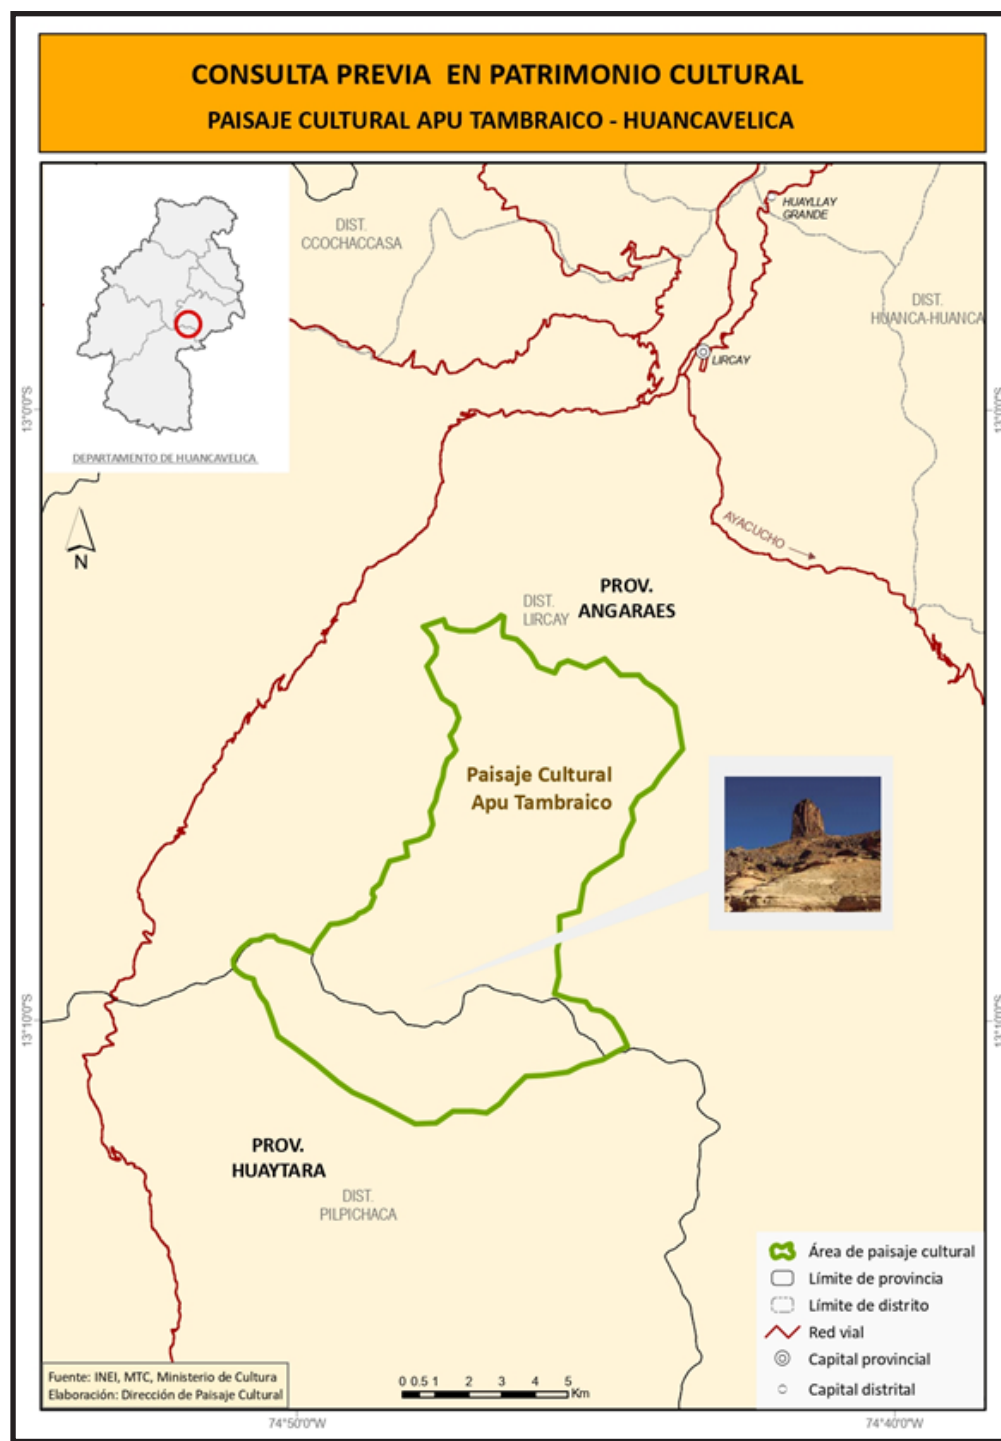 CONSULTA PREVIA EN PATRIMONIO CULTURAL
PAISAJE CULTURAL APU TAMBRAICO - HUANCAVELICA
HUAYLLAY
GRANDE
DIST.
CCOCHACCASA
DIST.
HUANCA-HUANCA
LIRCAY
13°0'0"S
13°0'0"S
DEPARTAMENTO DE HUANCAVELICA
AYACUCHO
N
PROV.
ANGARAES
DIST.
LIRCAY
Paisaje Cultural
Apu Tambraico
13°10'0"S
13°10'0"S
PROV.
HUAYTARA
DIST.
PILPICHACA
Área de paisaje cultural
Límite de provincia
Límite de distrito
Red vial
Capital provincial
Capital distrital
Fuente: INEI, MTC, Ministerio de Cultura
Elaboración: Dirección de Paisaje Cultural
0 0.5 1 2 3 4 5
Km
74°50'0"W
74°40'0"W